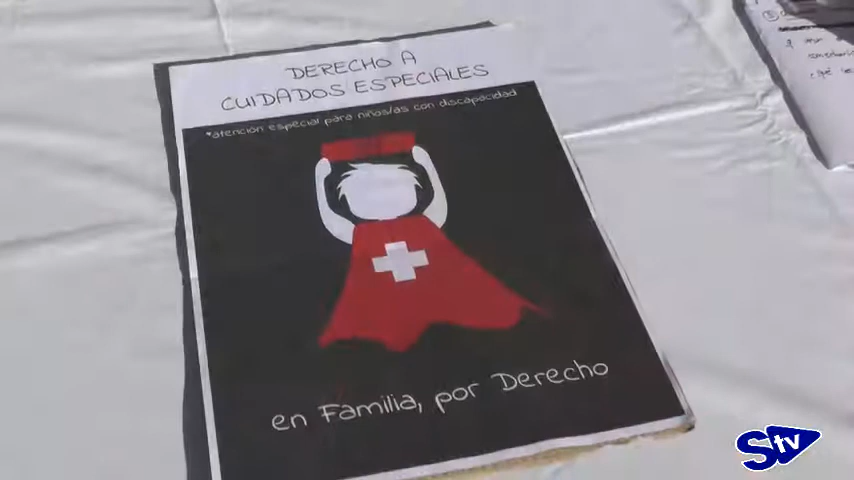 DERECHO A
CUIDADOS ESPECIALES
*atención especial para niños/as con discapacidad
en Familia, por Derecho
Stv